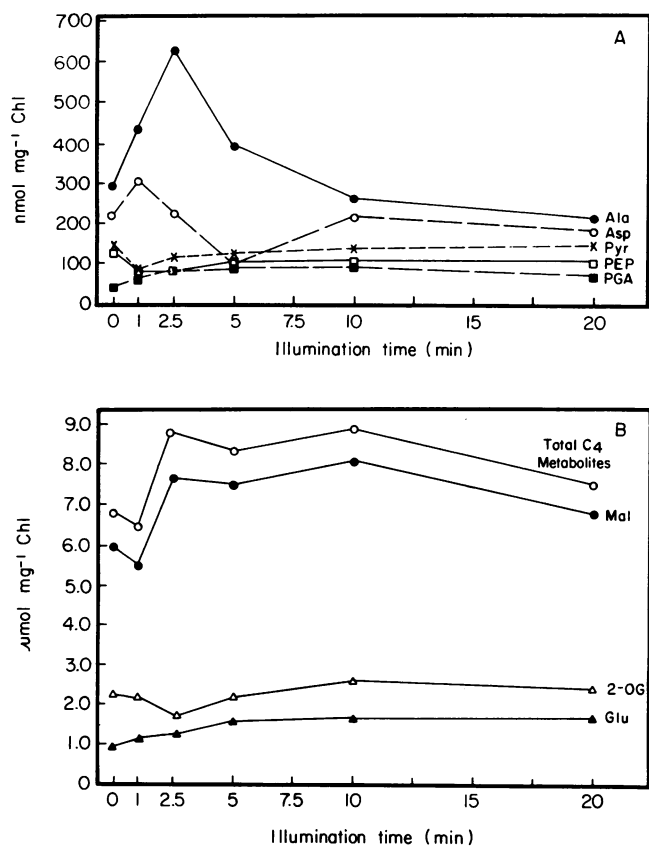 A
700
600
500
400
300
200
100
0
nmol mg⁻¹ Chl
Ala
Asp
Pyr
PEP
PGA
0 1 2.5 5 7.5 10 15 20
Illumination time (min)
B
9.0
8.0
7.0
6.0
5.0
4.0
3.0
2.0
1.0
0
μmol mg⁻¹ Chl
Total C4
Metabolites
Mal
2-OG
Glu
0 1 2.5 5 7.5 10 15 20
Illumination time (min)